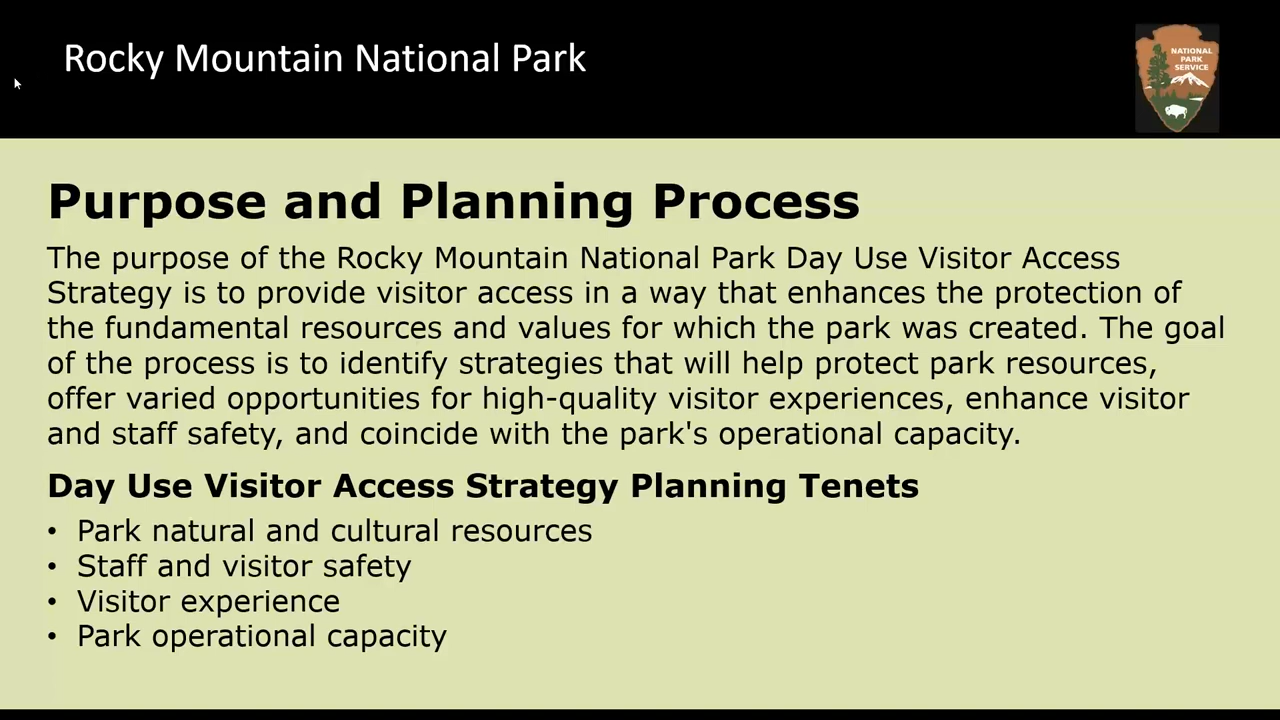 Rocky Mountain National Park
NATIONAL
PARK
SERVICE
Purpose and Planning Process
The purpose of the Rocky Mountain National Park Day Use Visitor Access
Strategy is to provide visitor access in a way that enhances the protection of
the fundamental resources and values for which the park was created. The goal
of the process is to identify strategies that will help protect park resources,
offer varied opportunities for high-quality visitor experiences, enhance visitor
and staff safety, and coincide with the park's operational capacity.
Day Use Visitor Access Strategy Planning Tenets
• Park natural and cultural resources
• Staff and visitor safety
• Visitor experience
• Park operational capacity